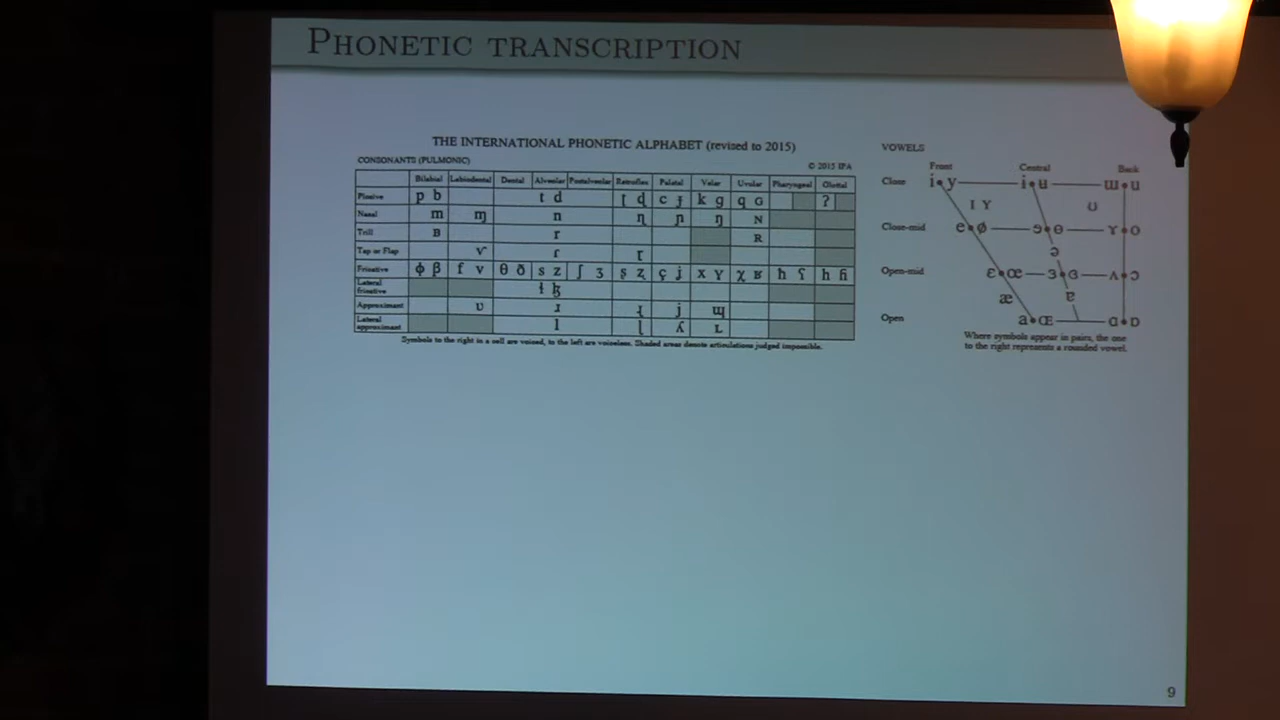 PHONETIC TRANSCRIPTION
THE INTERNATIONAL PHONETIC ALPHABET (revised to 2015)
CONSONANTS (PULMONIC)
© 2015 IPA
Bilabial Labiodental Dental Alveolar Postalveolar Retroflex Palatal Velar Uvular Pharyngeal Glottal
Plosive p b t d ʈ ɖ c ɟ k ɡ q ɢ ʔ
Nasal m ɱ n ɳ ɲ ŋ ɴ
Trill ʙ r ʀ
Tap or Flap ⱱ ɾ ɽ
Fricative ɸ β f v θ ð s z ʃ ʒ ʂ ʐ ç ʝ x ɣ χ ʁ ħ ʕ h ɦ
Lateral fricative ɬ ɮ
Approximant ʋ ɹ ɻ j ɰ
Lateral approximant l ɭ ʎ ʟ
Symbols to the right in a cell are voiced, to the left are voiceless. Shaded areas denote articulations judged impossible.
VOWELS
Front Central Back
Close i y ɨ ʉ ɯ u
ɪ ʏ ʊ
Close-mid e ø ɘ ɵ ɤ o
ə
Open-mid ɛ œ ɜ ɞ ʌ ɔ
æ ɐ
Open a ɶ ɑ ɒ
Where symbols appear in pairs, the one
to the right represents a rounded vowel.
9